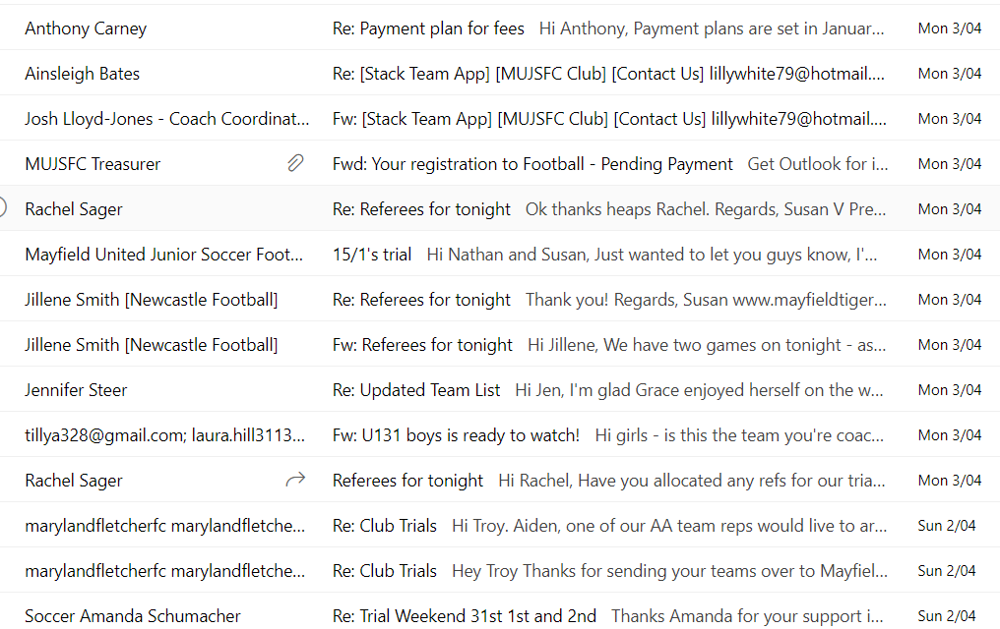 Anthony Carney Re: Payment plan for fees Hi Anthony, Payment plans are set in Januar... Mon 3/04
Ainsleigh Bates Re: [Stack Team App] [MUJSFC Club] [Contact Us] lillywhite79@hotmail.... Mon 3/04
Josh Lloyd-Jones - Coach Coordinat... Fw: [Stack Team App] [MUJSFC Club] [Contact Us] lillywhite79@hotmail.... Mon 3/04
MUJSFC Treasurer Fwd: Your registration to Football - Pending Payment Get Outlook for i... Mon 3/04
Rachel Sager Re: Referees for tonight Ok thanks heaps Rachel. Regards, Susan V Pre... Mon 3/04
Mayfield United Junior Soccer Foot... 15/1's trial Hi Nathan and Susan, Just wanted to let you guys know, I'... Mon 3/04
Jillene Smith [Newcastle Football] Re: Referees for tonight Thank you! Regards, Susan www.mayfieldtiger... Mon 3/04
Jillene Smith [Newcastle Football] Fw: Referees for tonight Hi Jillene, We have two games on tonight - as... Mon 3/04
Jennifer Steer Re: Updated Team List Hi Jen, I'm glad Grace enjoyed herself on the w... Mon 3/04
tillya328@gmail.com; laura.hill3113... Fw: U131 boys is ready to watch! Hi girls - is this the team you're coac... Mon 3/04
Rachel Sager Referees for tonight Hi Rachel, Have you allocated any refs for our tria... Mon 3/04
marylandfletcherfc marylandfletche... Re: Club Trials Hi Troy. Aiden, one of our AA team reps would live to ar... Sun 2/04
marylandfletcherfc marylandfletche... Re: Club Trials Hey Troy Thanks for sending your teams over to Mayfiel... Sun 2/04
Soccer Amanda Schumacher Re: Trial Weekend 31st 1st and 2nd Thanks Amanda for your support i... Sun 2/04